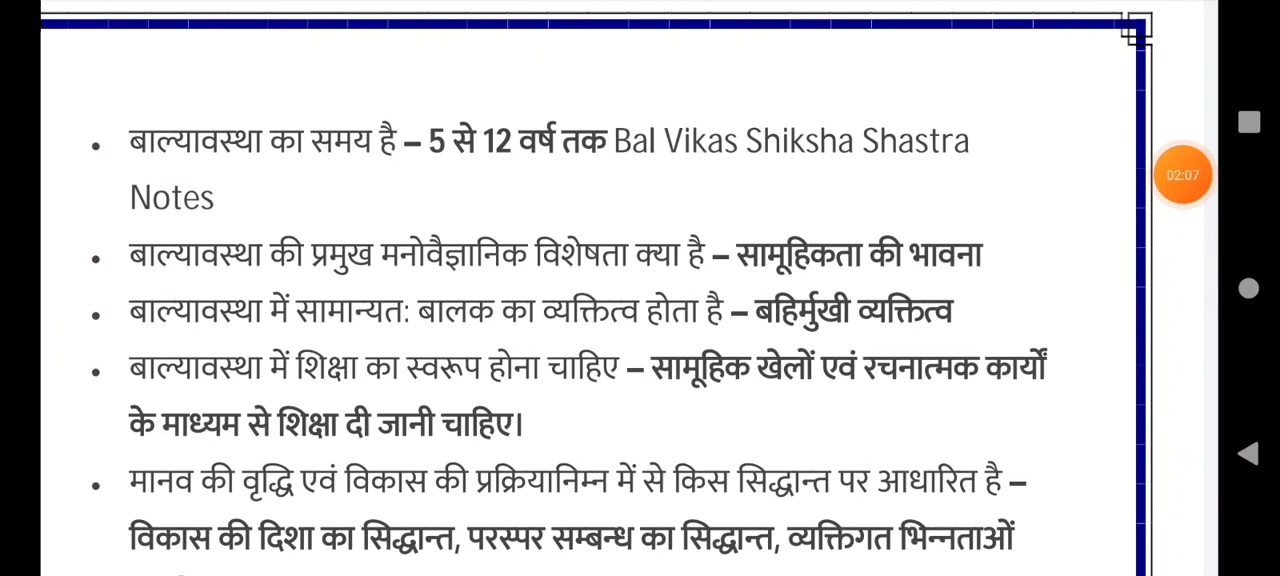 बाल्यावस्था का समय है – 5 से 12 वर्ष तक Bal Vikas Shiksha Shastra
Notes
02:07
बाल्यावस्था की प्रमुख मनोवैज्ञानिक विशेषता क्या है – सामूहिकता की भावना
बाल्यावस्था में सामान्यत: बालक का व्यक्तित्व होता है – बहिर्मुखी व्यक्तित्व
बाल्यावस्था में शिक्षा का स्वरूप होना चाहिए – सामूहिक खेलों एवं रचनात्मक कार्यों
के माध्यम से शिक्षा दी जानी चाहिए।
मानव की वृद्धि एवं विकास की प्रक्रियानिम्न में से किस सिद्धान्त पर आधारित है –
विकास की दिशा का सिद्धान्त, परस्पर सम्बन्ध का सिद्धान्त, व्यक्तिगत भिन्नताओं